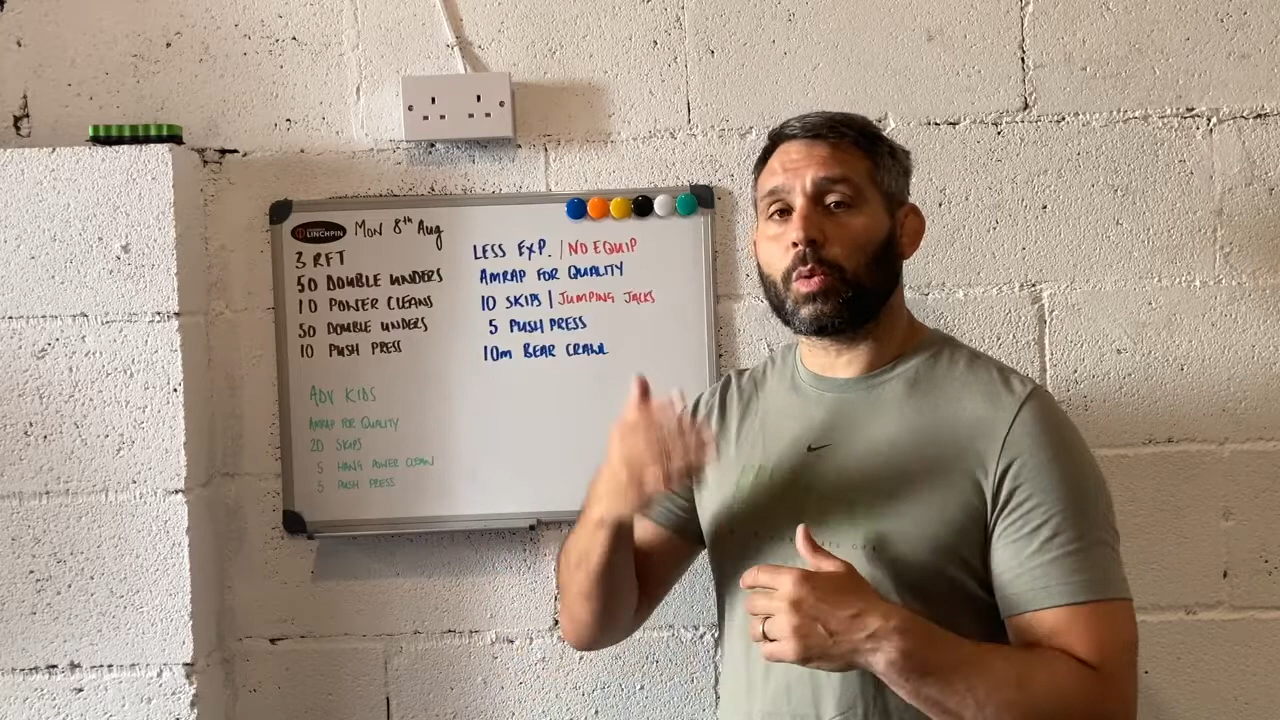 LINCHPIN
MON 8th AUG
3 RFT
50 DOUBLE UNDERS
10 POWER CLEANS
50 DOUBLE UNDERS
10 PUSH PRESS
ADV KIDS
AMRAP FOR QUALITY
20 SKIPS
5 HANG POWER CLEAN
5 PUSH PRESS
LESS EXP. / NO EQUIP
AMRAP FOR QUALITY
10 SKIPS | JUMPING JACKS
5 PUSH PRESS
10m BEAR CRAWL